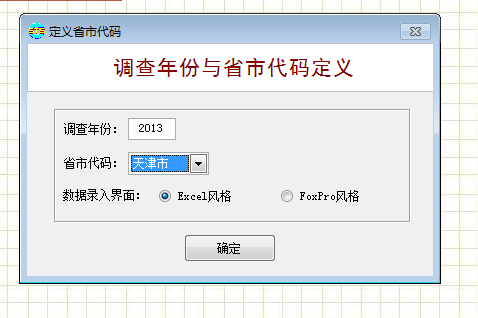 定义省市代码
调查年份与省市代码定义
调查年份： 2013
省市代码： 天津市
数据录入界面： Excel风格 FoxPro风格
确定